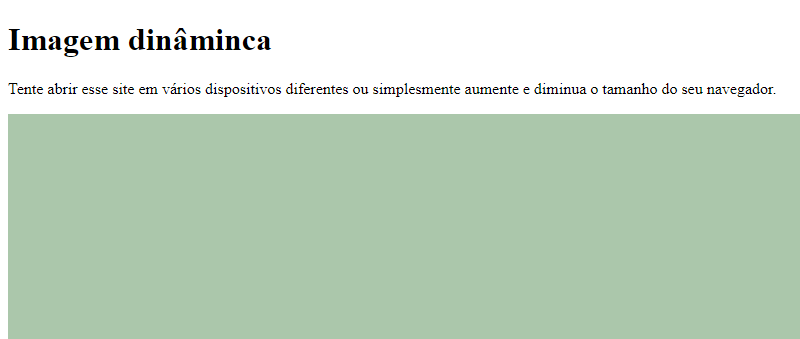 Imagem dinâminca
Tente abrir esse site em vários dispositivos diferentes ou simplesmente aumente e diminua o tamanho do seu navegador.